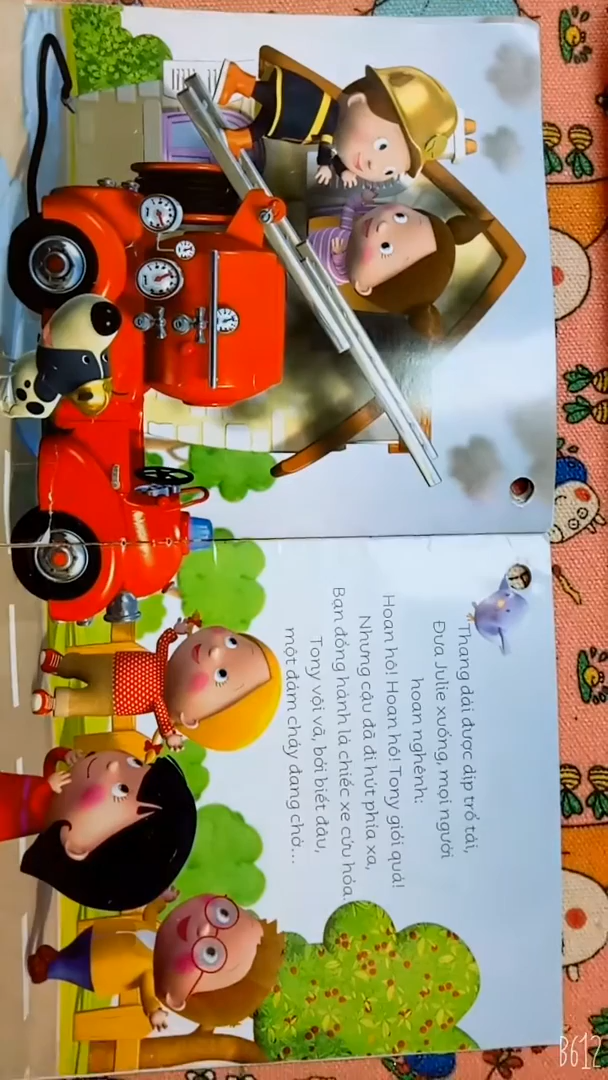 Thang dài được dịp trổ tài,
Đưa Julie xuống, mọi người
hoan nghênh:
Hoan hô! Hoan hô! Tony giỏi quá!
Nhưng cậu đã đi hút phía xa,
Bạn đồng hành là chiếc xe cứu hỏa.
Tony vội vã, bởi biết đâu,
một đám cháy đang chờ...
B612